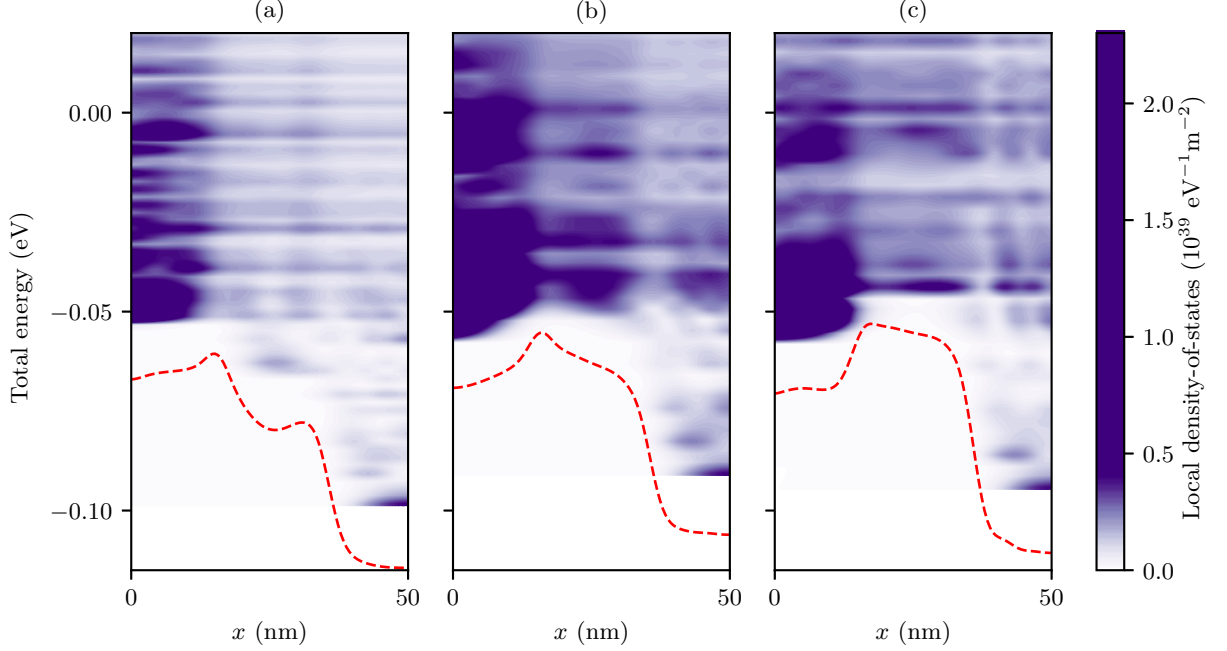 (a)
(b)
(c)
0.00
−0.05
−0.10
Total energy (eV)
0
50
x (nm)
0
50
x (nm)
0
50
x (nm)
2.0
1.5
1.0
0.5
0.0
Local density-of-states (10³⁹ eV⁻¹m⁻²)